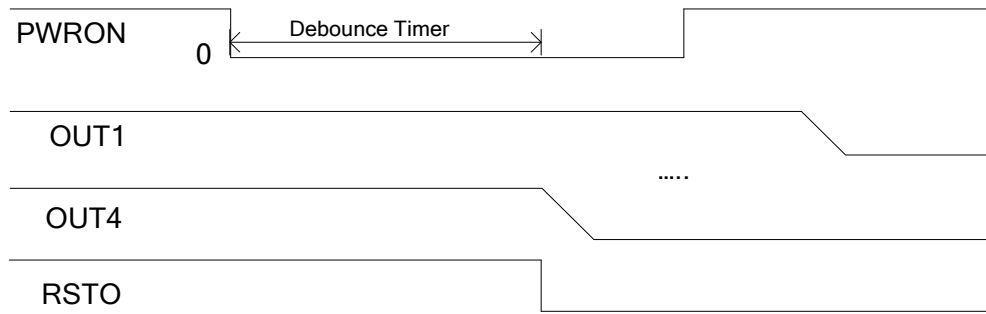 PWRON
Debounce Timer
0
OUT1
.....
OUT4
RSTO